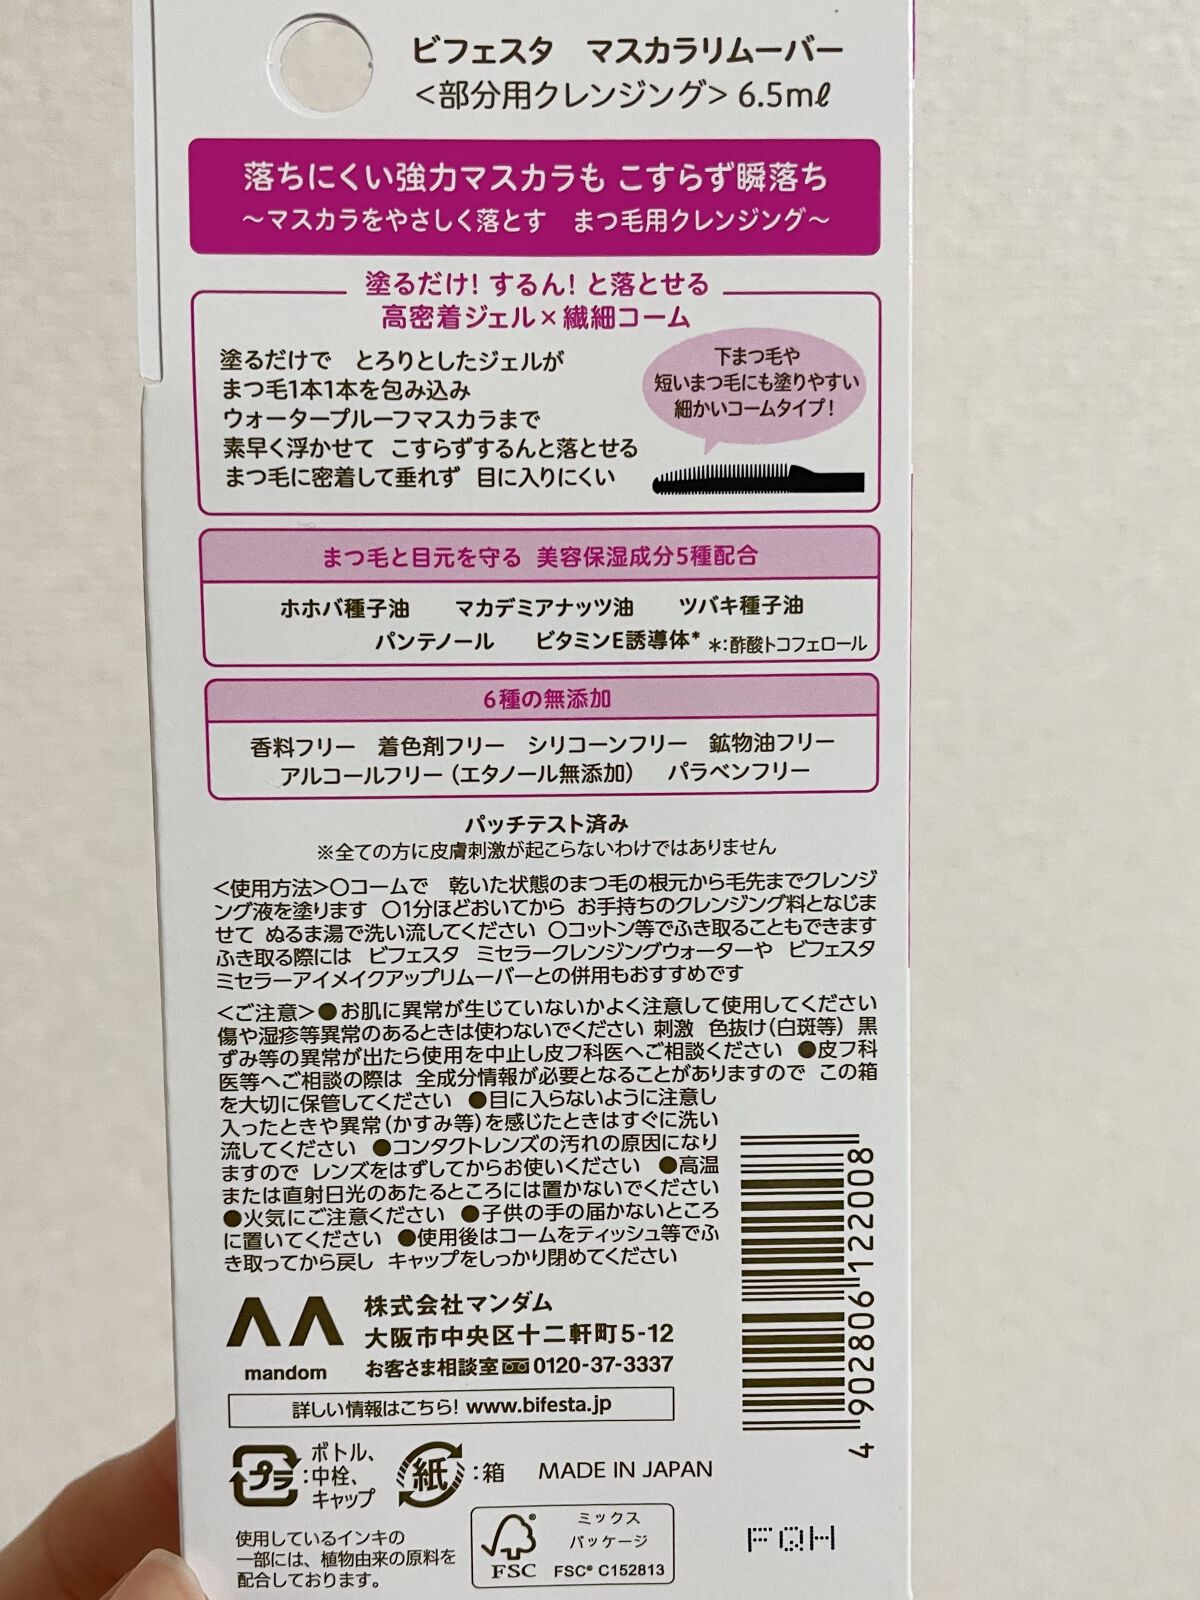 ビフェスタ　マスカラリムーバー
＜部分用クレンジング＞ 6.5mℓ
落ちにくい強力マスカラも こすらず瞬落ち
～マスカラをやさしく落とす　まつ毛用クレンジング～
塗るだけ！するん！と落とせる
高密着ジェル×繊細コーム
塗るだけで　とろりとしたジェルが
まつ毛1本1本を包み込み
ウォータープルーフマスカラまで
素早く浮かせて　こすらずするんと落とせる
まつ毛に密着して垂れず　目に入りにくい
下まつ毛や
短いまつ毛にも塗りやすい
細かいコームタイプ！
まつ毛と目元を守る　美容保湿成分5種配合
ホホバ種子油　マカデミアナッツ油　ツバキ種子油
パンテノール　ビタミンE誘導体* ＊：酢酸トコフェロール
6種の無添加
香料フリー　着色剤フリー　シリコーンフリー　鉱物油フリー
アルコールフリー（エタノール無添加）　パラベンフリー
パッチテスト済み
※全ての方に皮膚刺激が起こらないわけではありません
＜使用方法＞○コームで　乾いた状態のまつ毛の根元から毛先までクレンジ
ング液を塗ります　○1分ほどおいてから　お手持ちのクレンジング料となじま
せて　ぬるま湯で洗い流してください　○コットン等でふき取ることもできます
ふき取る際には　ビフェスタ　ミセラークレンジングウォーターや　ビフェスタ
ミセラーアイメイクアップリムーバーとの併用もおすすめです
＜ご注意＞●お肌に異常が生じていないかよく注意して使用してください
傷や湿疹等異常のあるときは使わないでください 刺激　色抜け（白斑等）　黒
ずみ等の異常が出たら使用を中止し皮フ科医へご相談ください　●皮フ科
医等へご相談の際は　全成分情報が必要となることがありますので　この箱
を大切に保管してください　●目に入らないように注意し
入ったときや異常（かすみ等）を感じたときはすぐに洗い
流してください　●コンタクトレンズの汚れの原因になり
ますので　レンズをはずしてからお使いください　●高温
または直射日光のあたるところには置かないでください
●火気にご注意ください　●子供の手の届かないところ
に置いてください　●使用後はコームをティッシュ等でふ
き取ってから戻し　キャップをしっかり閉めてください
4 902806 122008
mandom
株式会社マンダム
大阪市中央区十二軒町5-12
お客さま相談室 0120-37-3337
詳しい情報はこちら！www.bifesta.jp
プラ：ボトル、
中栓、
キャップ
紙：箱
MADE IN JAPAN
使用しているインキの
一部には、植物由来の原料を
配合しております。
FSC
ミックス
パッケージ
FSC® C152813
FQH